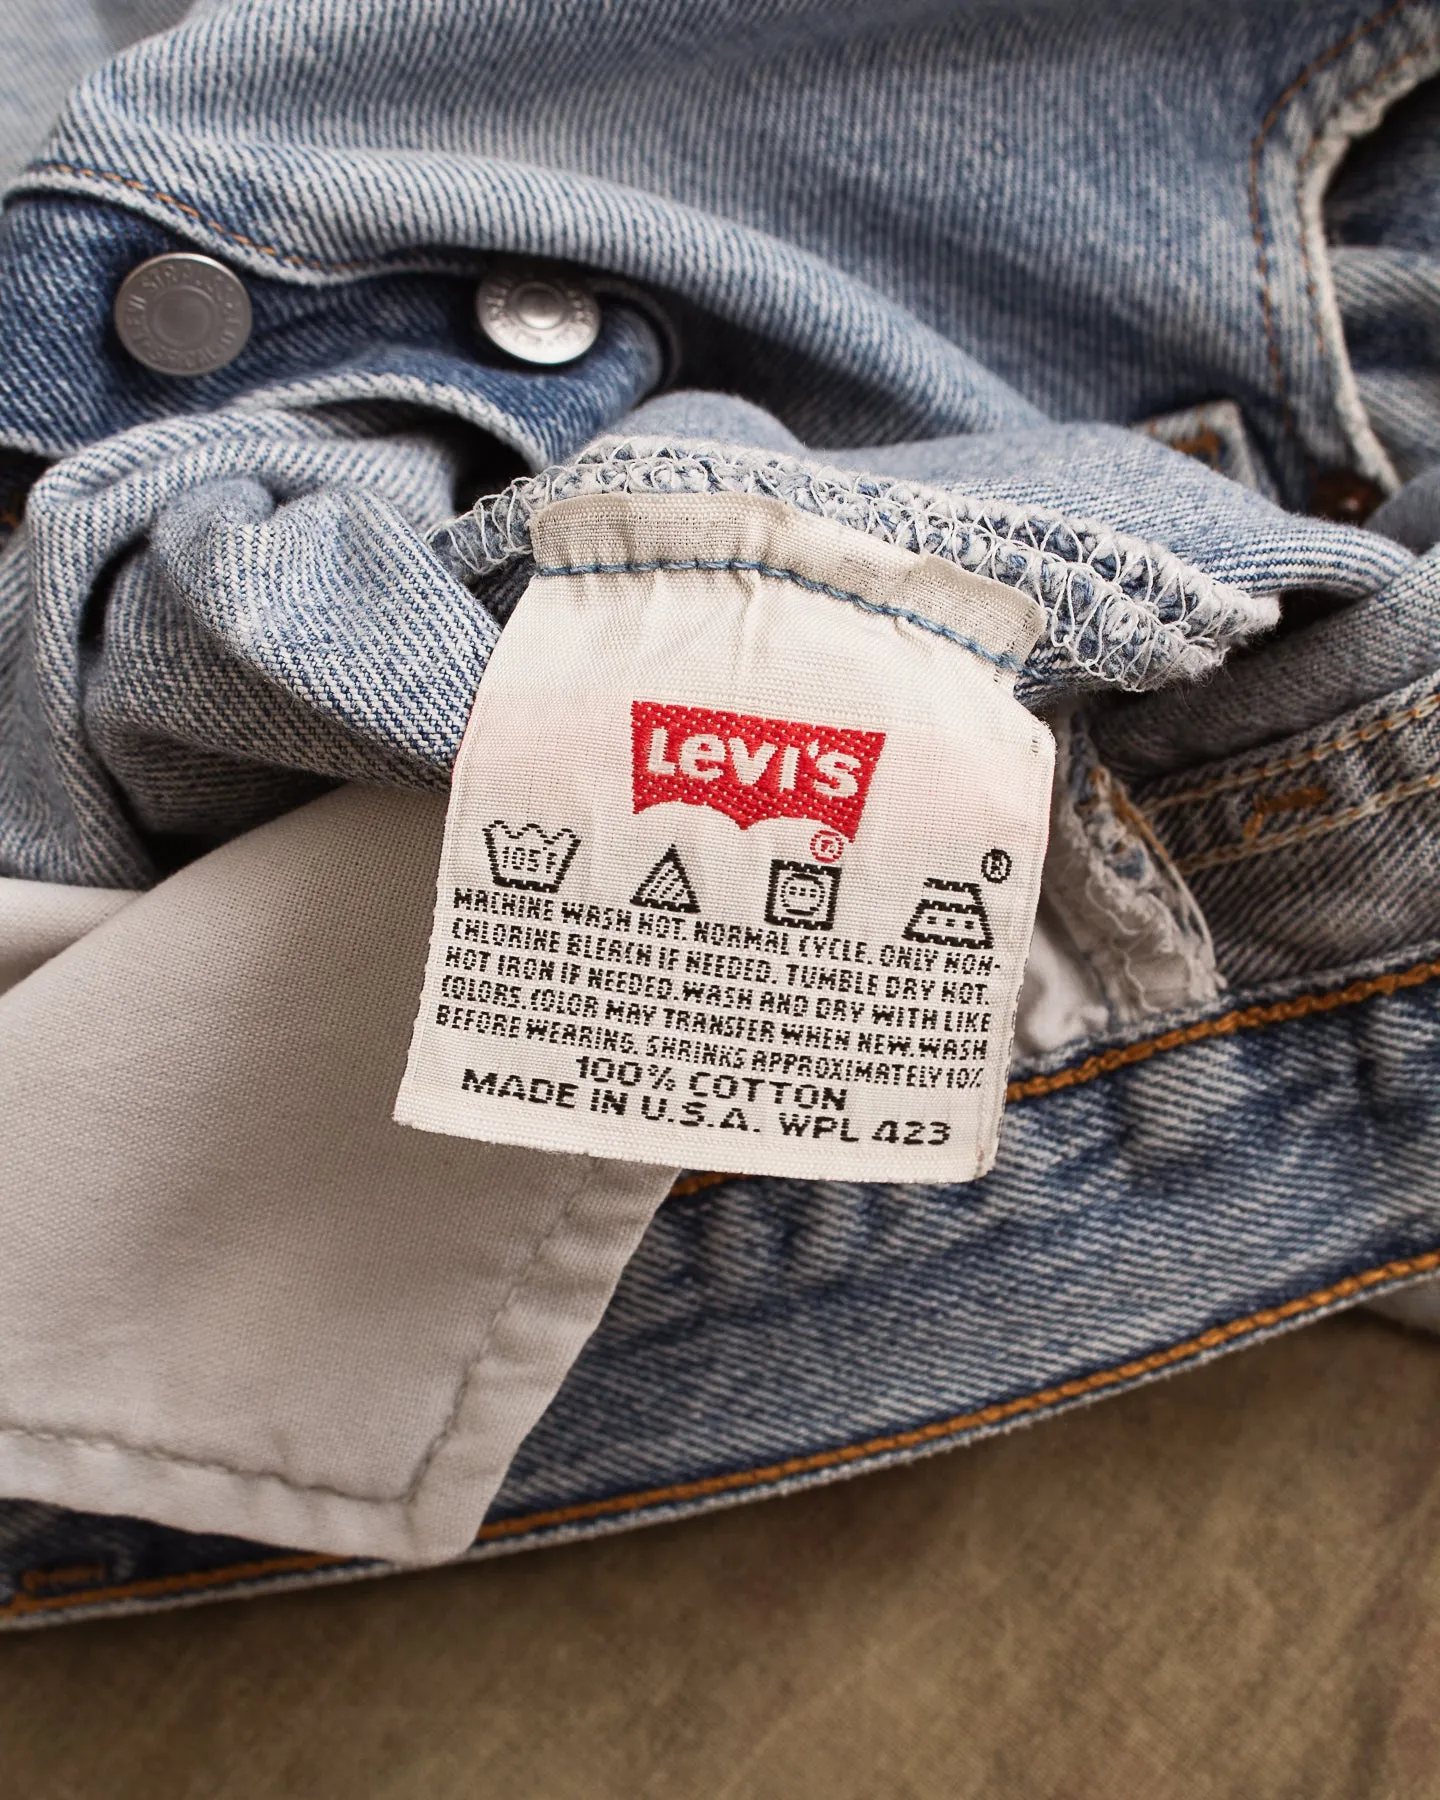 Levi's
®
105F
®
MACHINE WASH HOT. NORMAL CYCLE. ONLY NON-
CHLORINE BLEACH IF NEEDED. TUMBLE DRY HOT.
HOT IRON IF NEEDED. WASH AND DRY WITH LIKE
COLORS. COLOR MAY TRANSFER WHEN NEW. WASH
BEFORE WEARING. SHRINKS APPROXIMATELY 10%
100% COTTON
MADE IN U.S.A. WPL 423